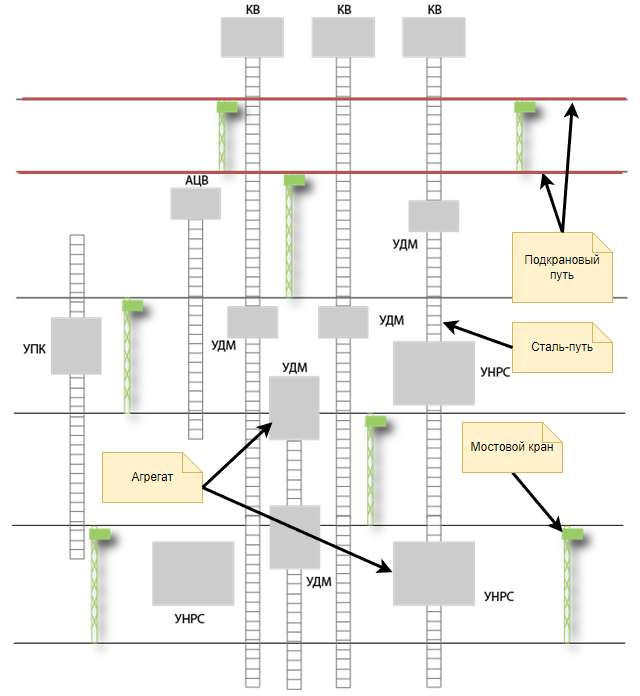 КВ
КВ
КВ
АЦВ
УДМ
Подкрановый
путь
УДМ
УДМ
Сталь-путь
УПК
УДМ
УНРС
Агрегат
Мостовой кран
УДМ
УНРС
УНРС